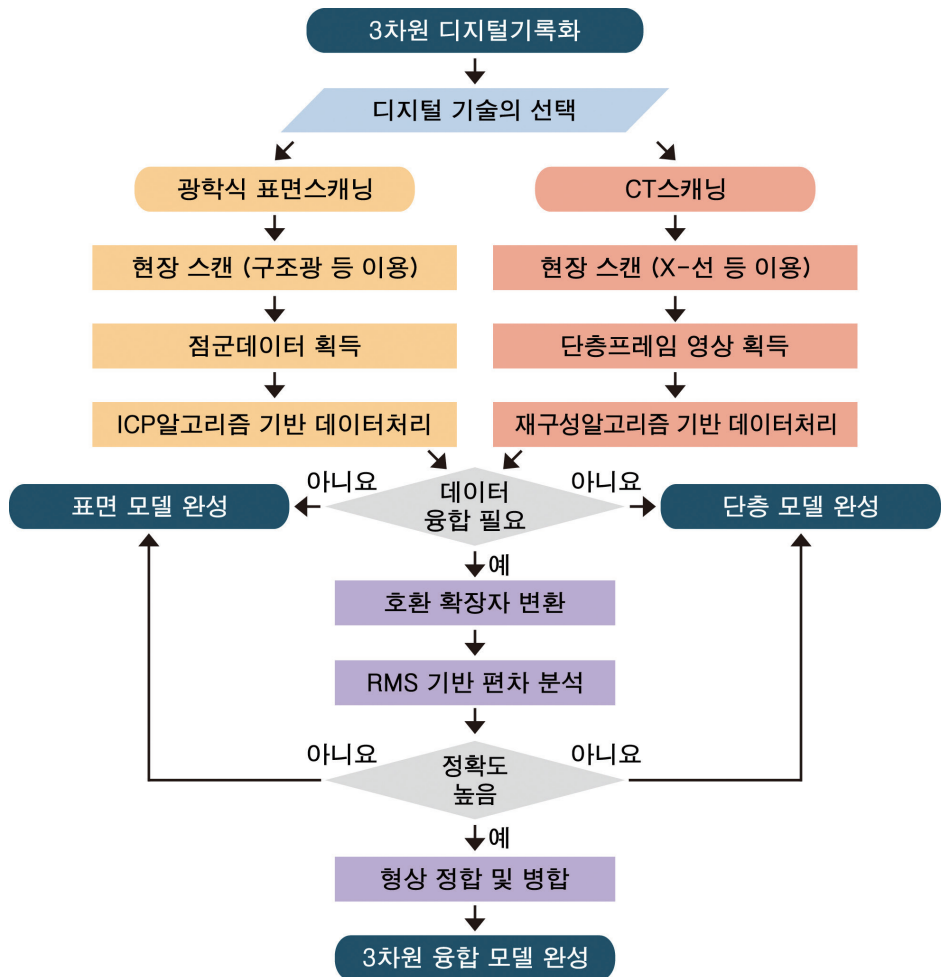 3차원 디지털기록화
디지털 기술의 선택
광학식 표면스캐닝
CT스캐닝
현장 스캔 (구조광 등 이용)
현장 스캔 (X-선 등 이용)
점군데이터 획득
단층프레임 영상 획득
ICP알고리즘 기반 데이터처리
재구성알고리즘 기반 데이터처리
아니요
데이터
융합 필요
아니요
표면 모델 완성
단층 모델 완성
예
호환 확장자 변환
RMS 기반 편차 분석
아니요
정확도
높음
아니요
예
형상 정합 및 병합
3차원 융합 모델 완성